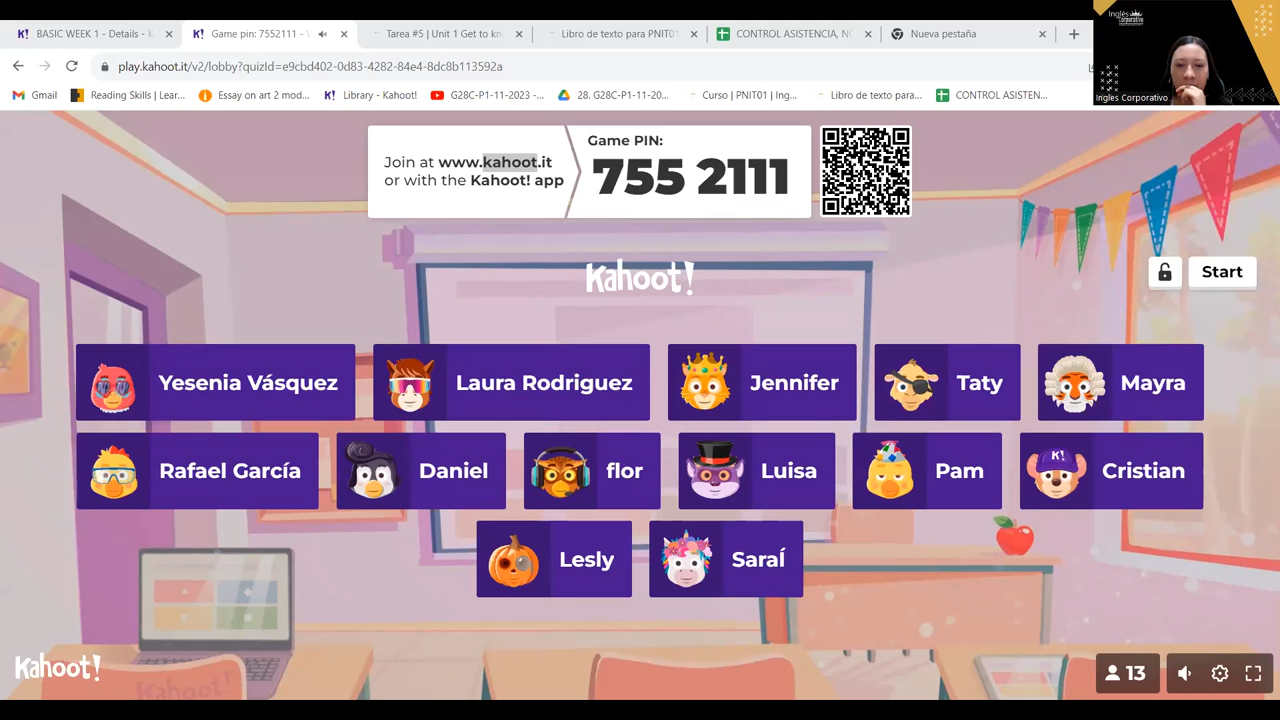 K! BASIC WEEK 1 - Details - K
K! Game pin: 7552111 -
Tarea #5 | Unit 1 Get to kn
Libro de texto para PNIT01
CONTROL ASISTENCIA, N
Nueva pestaña
play.kahoot.it/v2/lobby?quizId=e9cbd402-0d83-4282-84e4-8dc8b113592a
Gmail
Reading Skills | Lear...
Essay on art 2 mod...
K! Library - Kahoot!
G28C-P1-11-2023 -...
28. G28C-P1-11-20...
Curso | PNIT01 | Ing...
Libro de texto para...
CONTROL ASISTEN...
Inglés
Corporativo
Ingles Corporativo
Join at www.kahoot.it
or with the Kahoot! app
Game PIN:
755 2111
Kahoot!
Start
Yesenia Vásquez
Laura Rodriguez
Jennifer
Taty
Mayra
Rafael García
Daniel
flor
Luisa
Pam
K!
Cristian
Lesly
Saraí
Kahoot!
Kahoot!
13